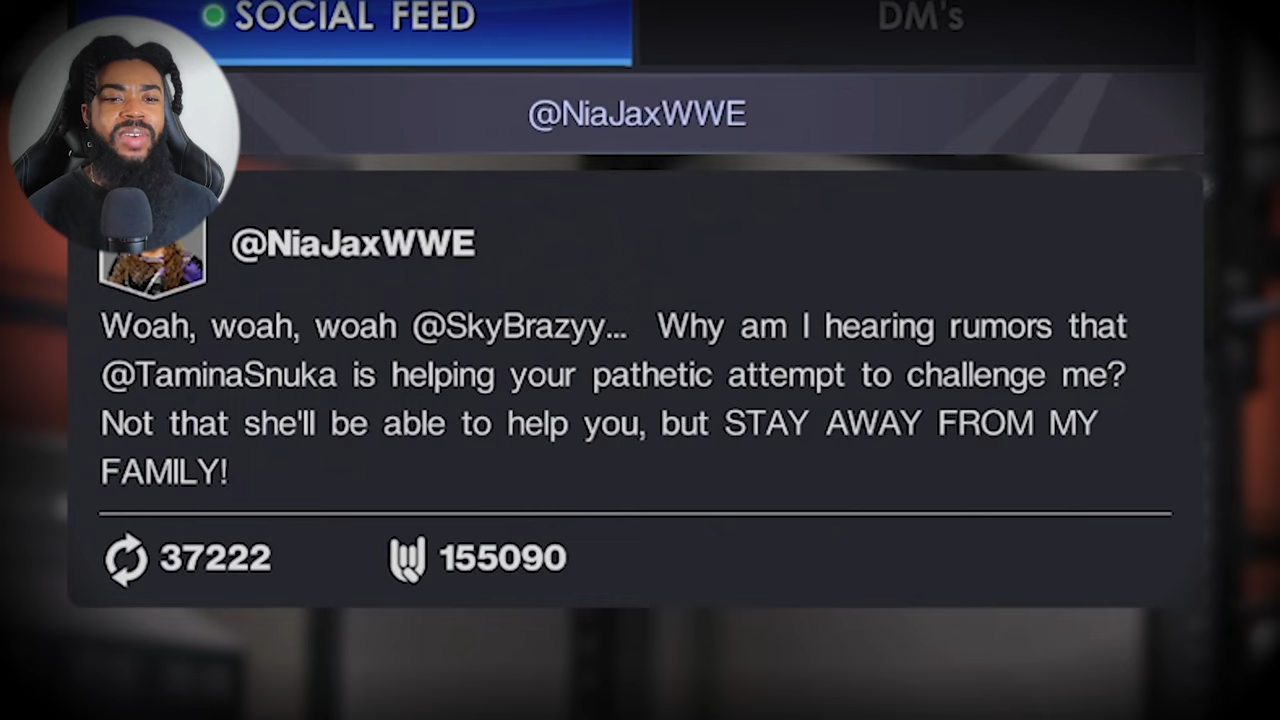 SOCIAL FEED
DM's
@NiaJaxWWE
@NiaJaxWWE
Woah, woah, woah @SkyBrazyy... Why am I hearing rumors that
@TaminaSnuka is helping your pathetic attempt to challenge me?
Not that she'll be able to help you, but STAY AWAY FROM MY
FAMILY!
37222
155090